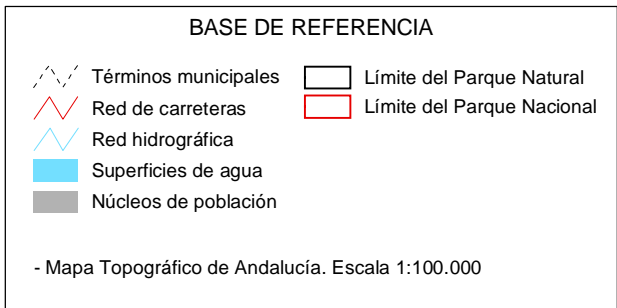 BASE DE REFERENCIA
Términos municipales
Red de carreteras
Red hidrográfica
Superficies de agua
Núcleos de población
Límite del Parque Natural
Límite del Parque Nacional
- Mapa Topográfico de Andalucía. Escala 1:100.000